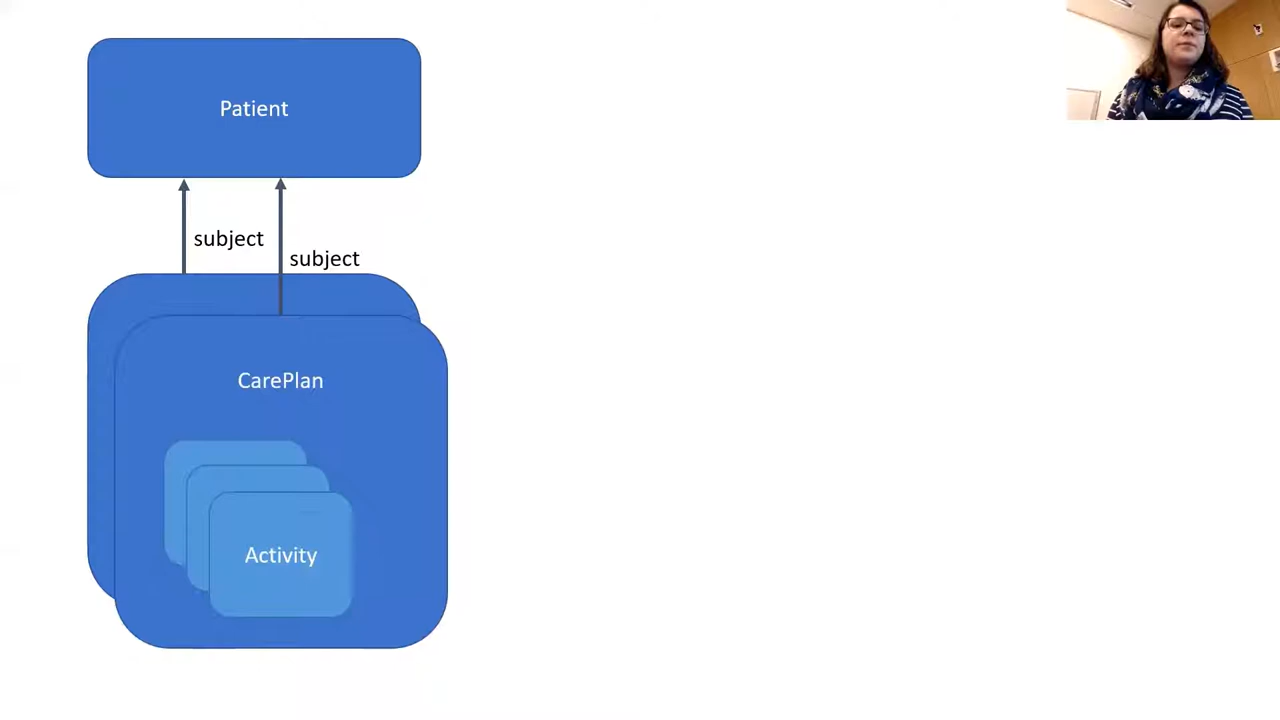 Patient
subject
subject
CarePlan
Activity